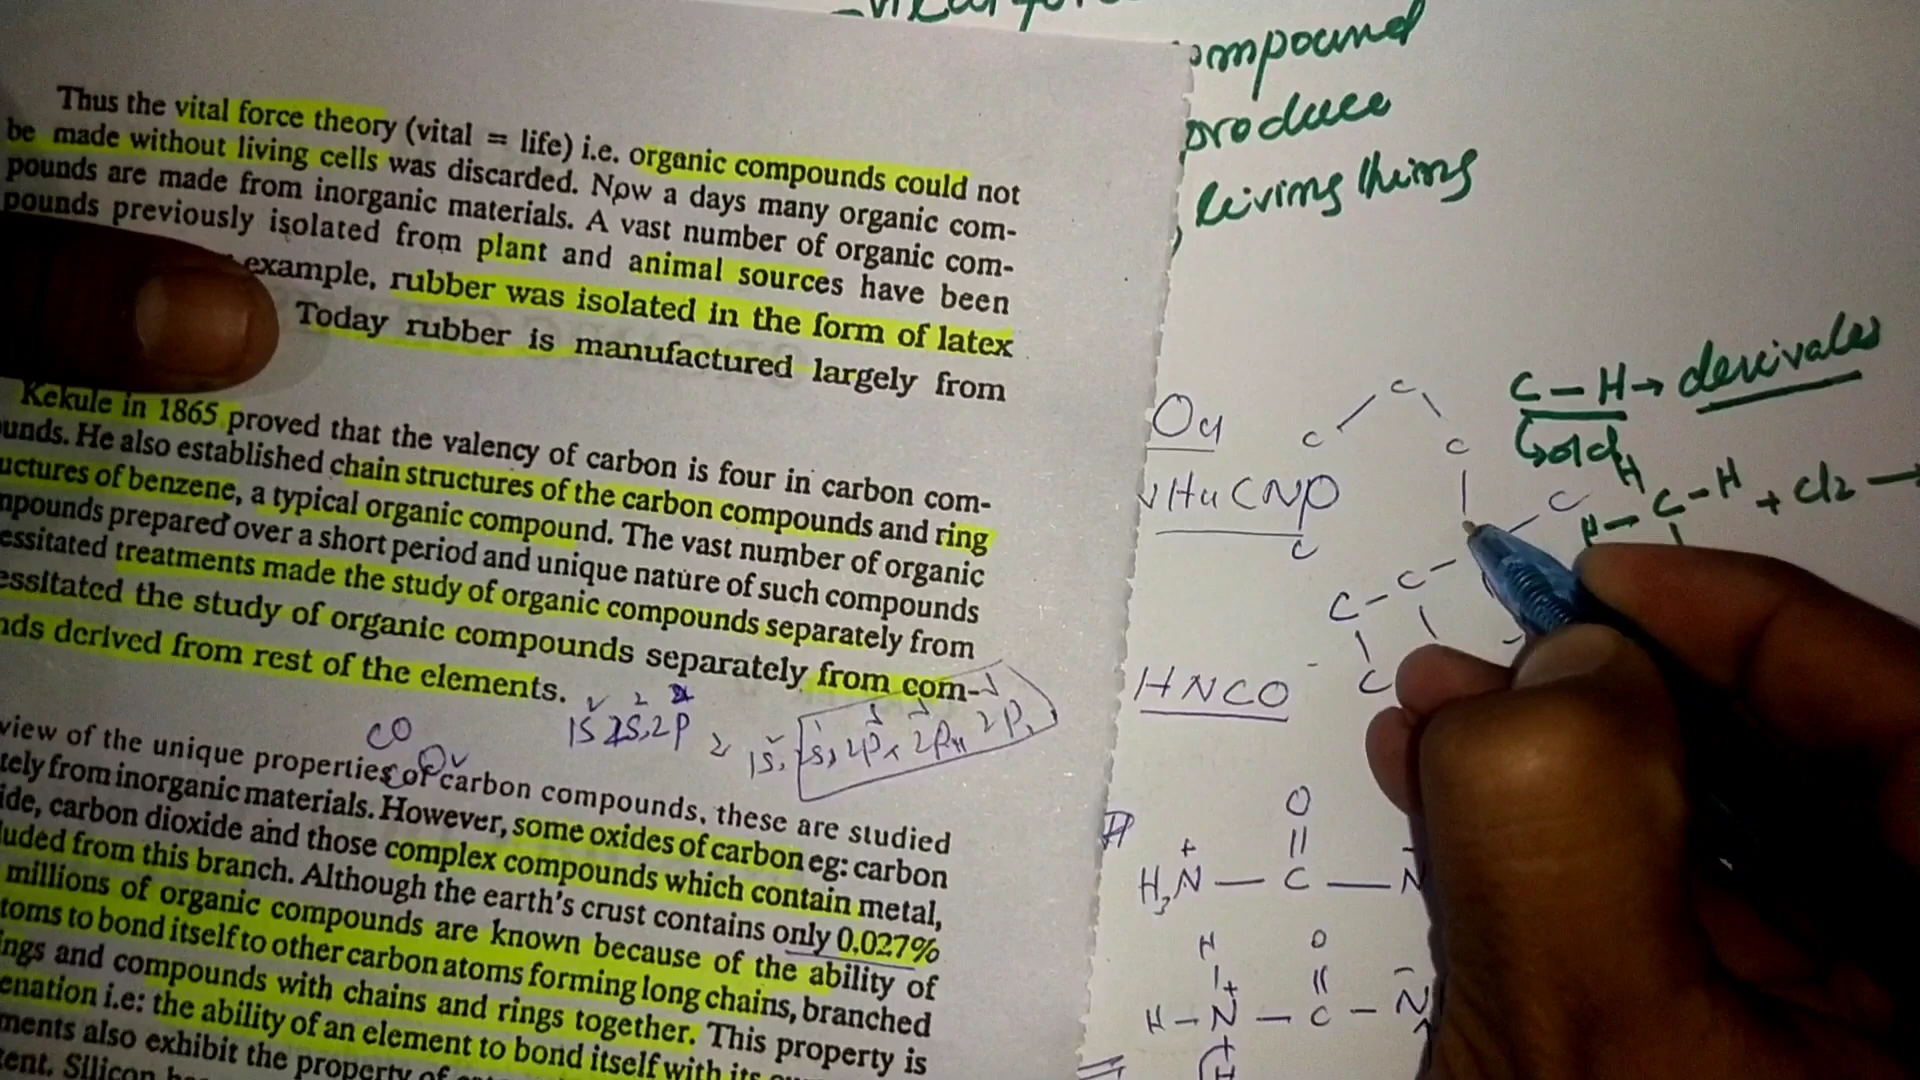 Thus the vital force theory (vital = life) i.e. organic compounds could not
be made without living cells was discarded. Now a days many organic com-
pounds are made from inorganic materials. A vast number of organic com-
pounds previously isolated from plant and animal sources have been
example, rubber was isolated in the form of latex
Today rubber is manufactured largely from
Kekule in 1865 proved that the valency of carbon is four in carbon com-
unds. He also established chain structures of the carbon compounds and ring
uctures of benzene, a typical organic compound. The vast number of organic
mpounds prepared over a short period and unique nature of such compounds
essitated treatments made the study of organic compounds separately from
essitated the study of organic compounds separately from com-
nds derived from rest of the elements.
1S 2S, 2P
CO
view of the unique properties of carbon compounds, these are studied
tely from inorganic materials. However, some oxides of carbon eg: carbon
ide, carbon dioxide and those complex compounds which contain metal,
luded from this branch. Although the earth's crust contains only 0.027%
millions of organic compounds are known because of the ability of
toms to bond itself to other carbon atoms forming long chains, branched
ings and compounds with chains and rings together. This property is
enation i.e: the ability of an element to bond itself with its
ments also exhibit the property of
tent. Silicon
ompound
produce
living things
C
C C
C
C - C -
C
C
C
C - H → derivates
H
H - C - H + Cl2 →
HNCO
O
||
+
H3N — C — N
H O
| + || -
H - N - C - N
H